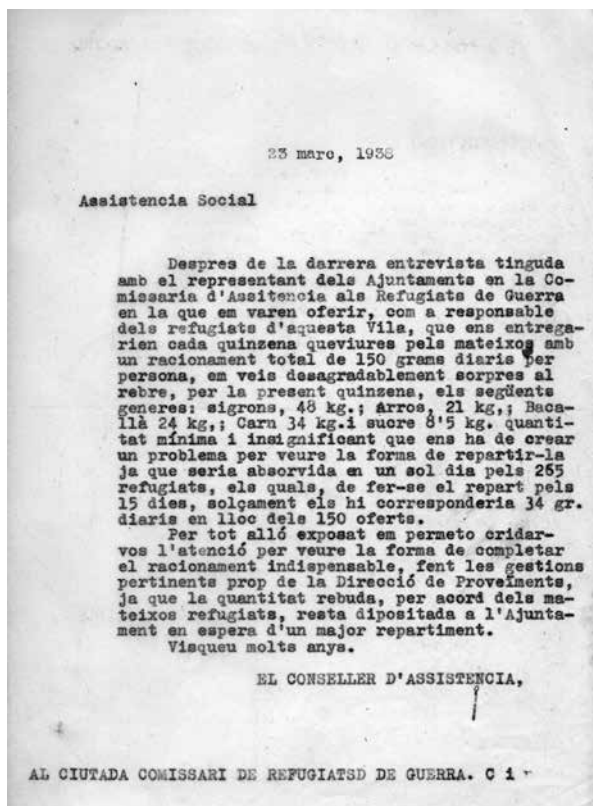 23 març, 1938
Assistencia Social
Despres de la darrera entrevista tinguda
amb el representant dels Ajuntaments en la Co-
missaria d'Assitencia als Refugiats de Guerra
en la que em varen oferir, com a responsable
dels refugiats d'aquesta Vila, que ens entrega-
rien cada quinzena queviures pels mateixos amb
un racionament total de 150 grams diaris per
persona, em veis desagradablement sorpres al
rebre, per la present quinzena, els següents
generes: sigrons, 48 kg.; Arros, 21 kg,; Baca-
llà 24 kg,; Carn 34 kg.i sucre 8'5 kg. quanti-
tat mínima i insignificant que ens ha de crear
un problema per veure la forma de repartir-la
ja que seria absorvida en un sol dia pels 265
refugiats, els quals, de fer-se el repart pels
15 dies, solçament els hi corresponderia 34 gr.
diaris en lloc dels 150 oferts.
Per tot alló exposat em permeto cridar-
vos l'atenció per veure la forma de completar
el racionament indispensable, fent les gestions
pertinents prop de la Direcció de Proveïments,
ja que la quantitat rebuda, per acord dels ma-
teixos refugiats, resta dipositada a l'Ajunta-
ment en espera d'un major repartiment.
Visqueu molts anys.
EL CONSELLER D'ASSISTENCIA,
AL CIUTADA COMISSARI DE REFUGIATSD DE GUERRA. C i